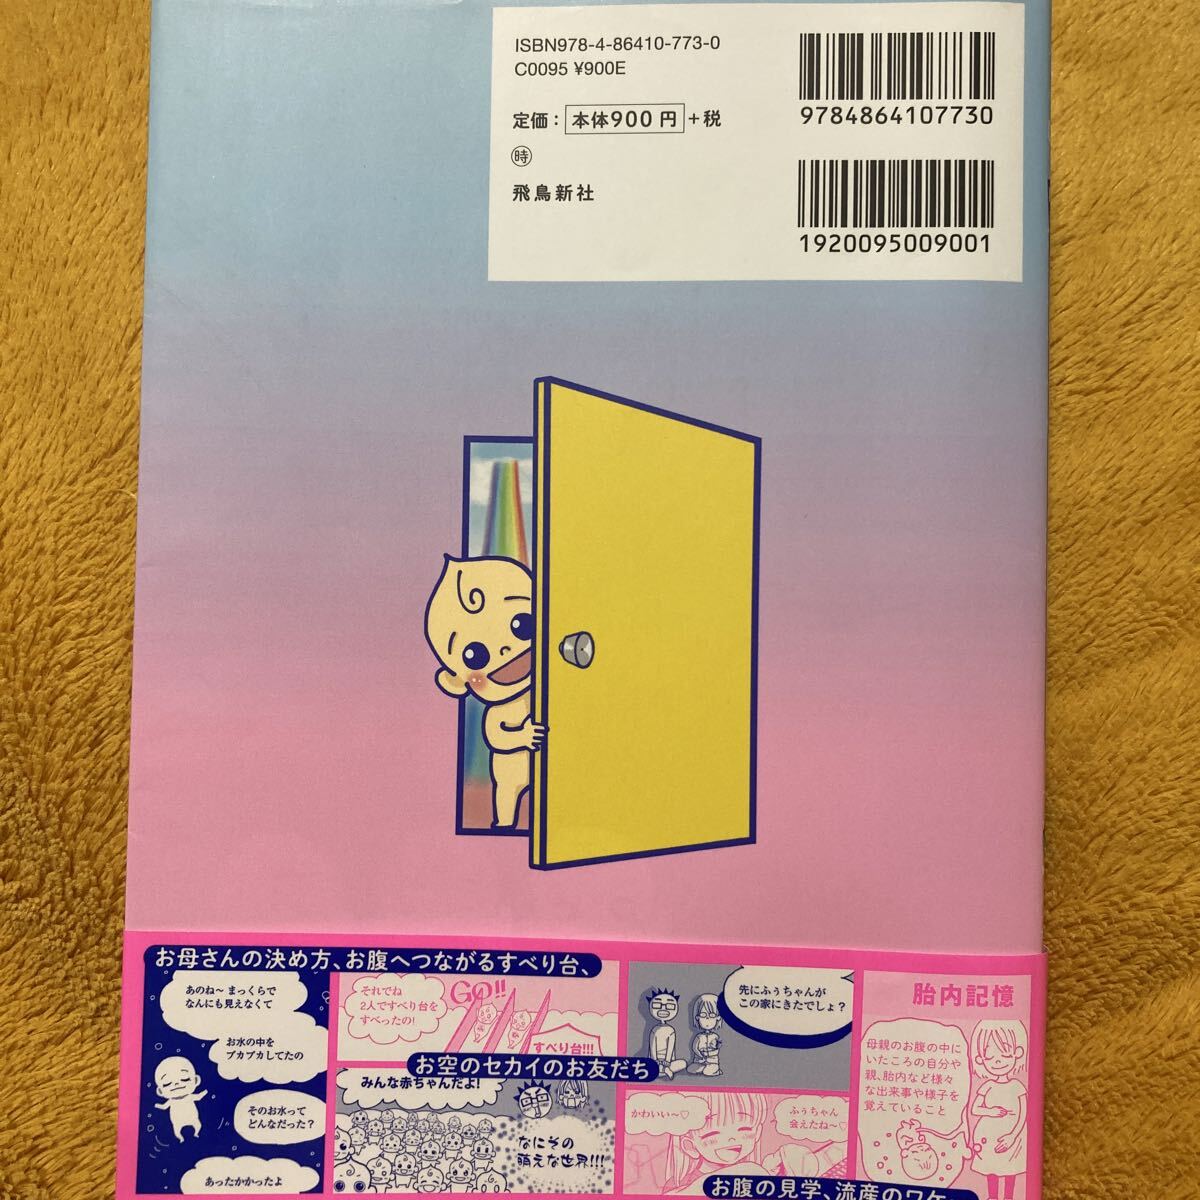 ISBN978-4-86410-773-0
C0095 ¥900E
定価：本体900円+税
時
飛鳥新社
9784864107730
1920095009001
お母さんの決め方、お腹へつながるすべり台、
あのね～ まっくらで
なんにも見えなくて
お水の中を
プカプカしてたの
そのお水って
どんなだった？
あったかかったよ
それでね
2人ですべり台を
すべったの!
GO!!
すべり台!!!
お空のセカイのお友だち
みんな赤ちゃんだよ!
なにその
萌えな世界!!!
先にふぅちゃんが
この家にきたでしょ？
かわいい～♡
ふぅちゃん
会えたね～♡
胎内記憶
母親のお腹の中に
いたころの自分や
親、胎内など様々
な出来事や様子を
覚えていること
お腹の見学、流産のワケ